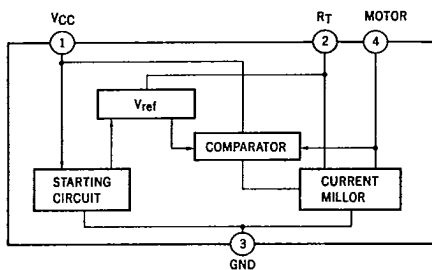 VCC
RT
MOTOR
1
2
4
Vref
COMPARATOR
STARTING
CIRCUIT
CURRENT
MILLOR
3
GND